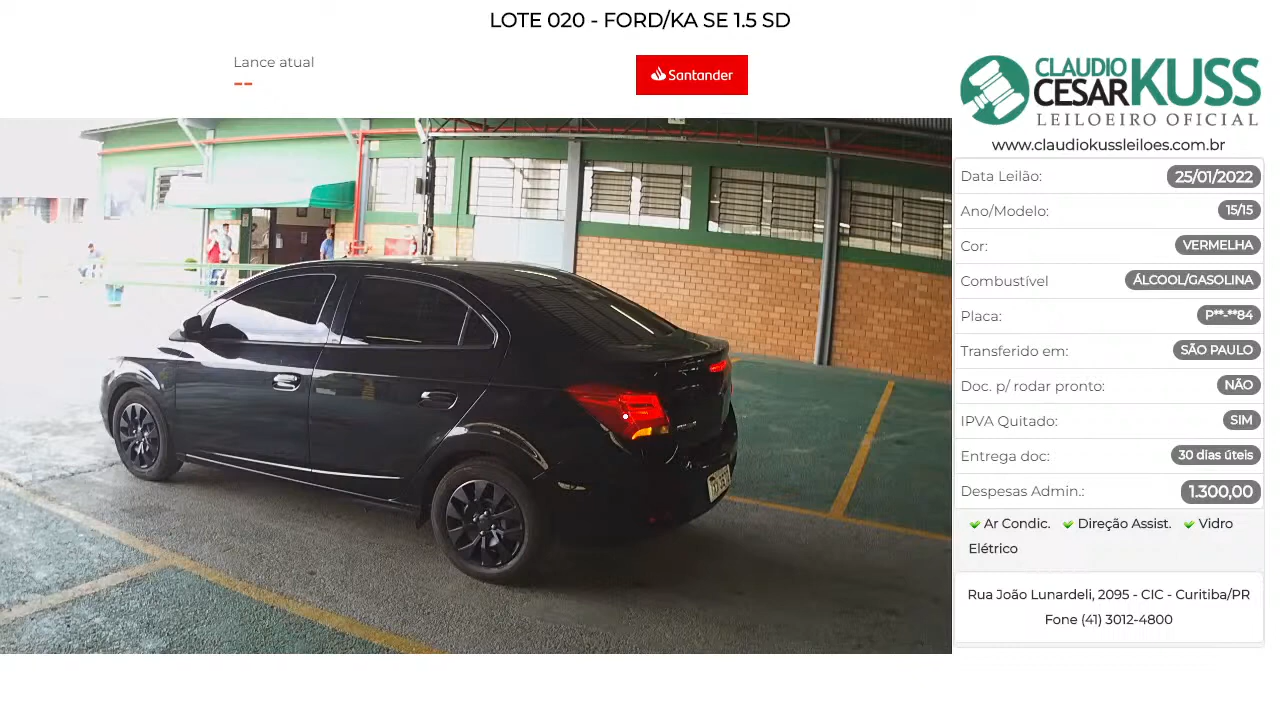 LOTE 020 - FORD/KA SE 1.5 SD
Lance atual
--
Santander
CLAUDIO CESAR KUSS
LEILOEIRO OFICIAL
www.claudiokussleiloes.com.br
Data Leilão: 25/01/2022
Ano/Modelo: 15/15
Cor: VERMELHA
Combustível ÁLCOOL/GASOLINA
Placa: P**-**84
Transferido em: SÃO PAULO
Doc. p/ rodar pronto: NÃO
IPVA Quitado: SIM
Entrega doc: 30 dias úteis
Despesas Admin.: 1.300,00
Ar Condic. Direção Assist. Vidro
Elétrico
Rua João Lunardeli, 2095 - CIC - Curitiba/PR
Fone (41) 3012-4800